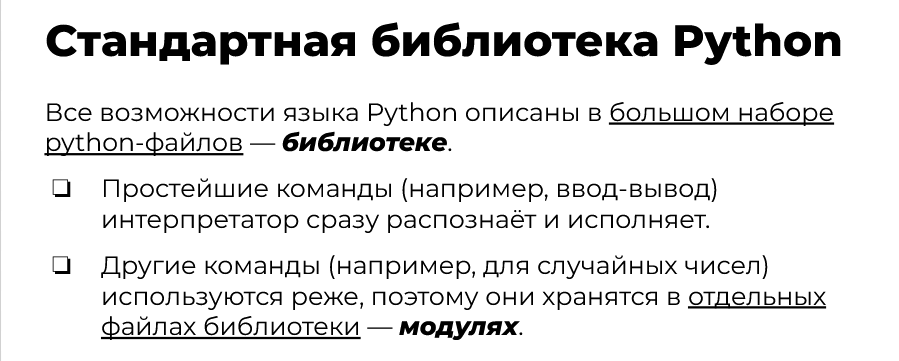 Стандартная библиотека Python
Все возможности языка Python описаны в большом наборе
python-файлов — библиотеке.
❏ Простейшие команды (например, ввод-вывод)
интерпретатор сразу распознаёт и исполняет.
❏ Другие команды (например, для случайных чисел)
используются реже, поэтому они хранятся в отдельных
файлах библиотеки — модулях.